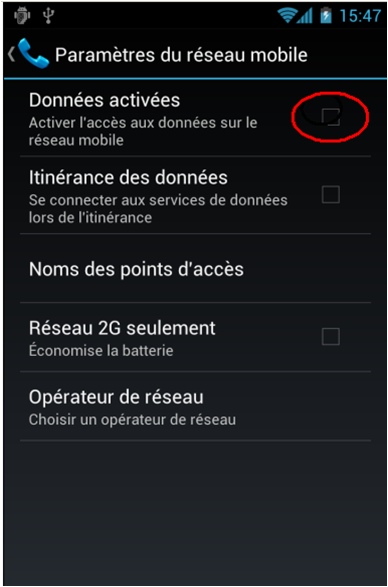 15:47
Paramètres du réseau mobile
Données activées
Activer l'accès aux données sur le
réseau mobile
Itinérance des données
Se connecter aux services de données
lors de l'itinérance
Noms des points d'accès
Réseau 2G seulement
Économise la batterie
Opérateur de réseau
Choisir un opérateur de réseau